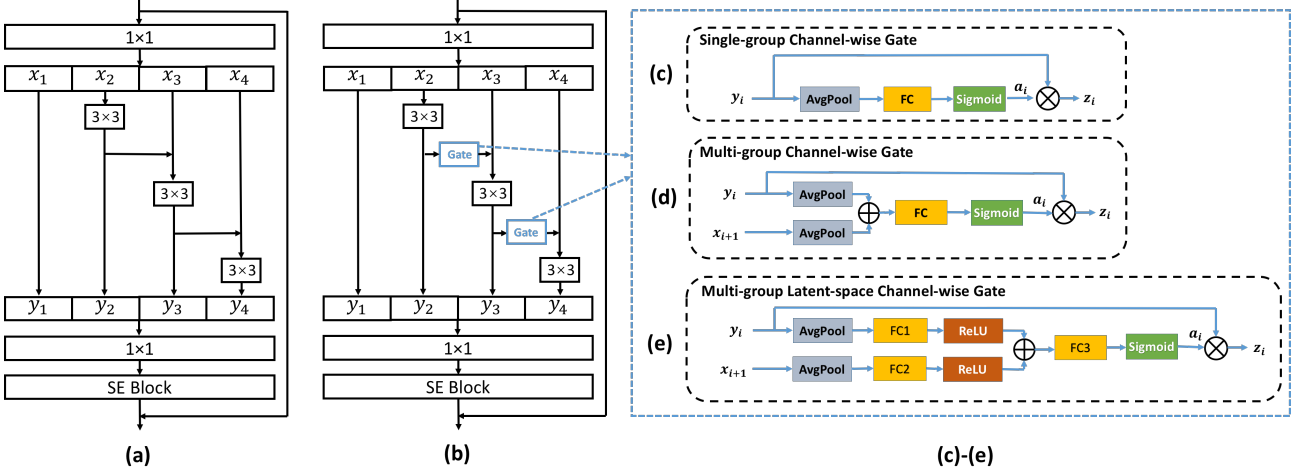 1×1
x₁ x₂ x₃ x₄
3×3
3×3
3×3
y₁ y₂ y₃ y₄
1×1
SE Block
(a)
1×1
x₁ x₂ x₃ x₄
3×3
Gate
3×3
Gate
3×3
y₁ y₂ y₃ y₄
1×1
SE Block
(b)
(c)
Single-group Channel-wise Gate
yᵢ AvgPool FC Sigmoid aᵢ zᵢ
(d)
Multi-group Channel-wise Gate
yᵢ AvgPool FC Sigmoid aᵢ zᵢ
xᵢ₊₁ AvgPool
(e)
Multi-group Latent-space Channel-wise Gate
yᵢ AvgPool FC1 ReLU FC3 Sigmoid aᵢ zᵢ
xᵢ₊₁ AvgPool FC2 ReLU
(c)-(e)